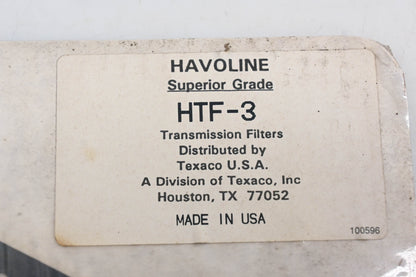 HAVOLINE
Superior Grade
HTF-3
Transmission Filters
Distributed by
Texaco U.S.A.
A Division of Texaco, Inc
Houston, TX 77052
MADE IN USA
100596